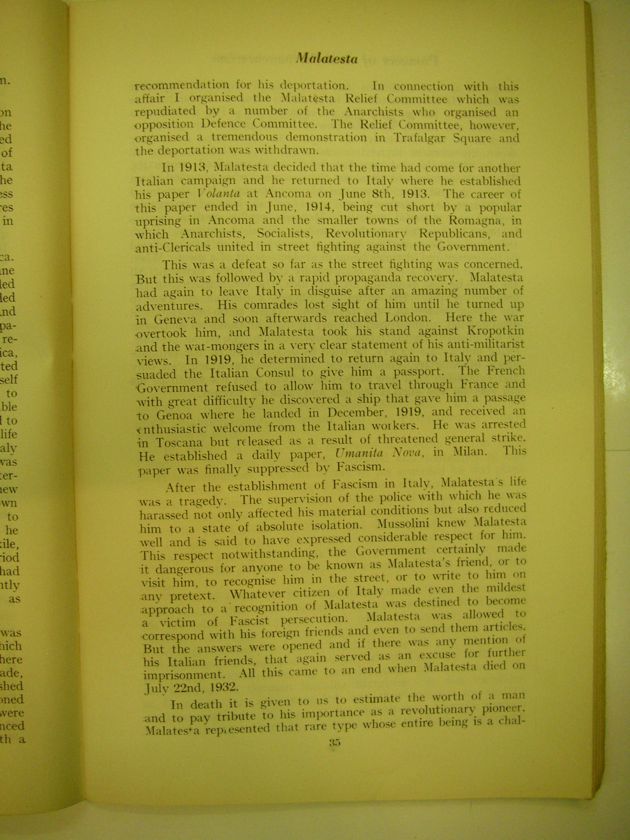 Malatesta
recommendation for his deportation. In connection with this
affair I organised the Malatesta Relief Committee which was
repudiated by a number of the Anarchists who organised an
opposition Defence Committee. The Relief Committee, however,
organised a tremendous demonstration in Trafalgar Square and
the deportation was withdrawn.
In 1913, Malatesta decided that the time had come for another
Italian campaign and he returned to Italy where he established
his paper Volanta at Ancoma on June 8th, 1913. The career of
this paper ended in June, 1914, being cut short by a popular
uprising in Ancoma and the smaller towns of the Romagna, in
which Anarchists, Socialists, Revolutionary Republicans, and
anti-Clericals united in street fighting against the Government.
This was a defeat so far as the street fighting was concerned.
But this was followed by a rapid propaganda recovery. Malatesta
had again to leave Italy in disguise after an amazing number of
adventures. His comrades lost sight of him until he turned up
in Geneva and soon afterwards reached London. Here the war
overtook him, and Malatesta took his stand against Kropotkin
and the wat-mongers in a very clear statement of his anti-militarist
views. In 1919, he determined to return again to Italy and per-
suaded the Italian Consul to give him a passport. The French
Government refused to allow him to travel through France and
with great difficulty he discovered a ship that gave him a passage
to Genoa where he landed in December, 1919, and received an
enthusiastic welcome from the Italian workers. He was arrested
in Toscana but released as a result of threatened general strike.
He established a daily paper, Umanita Nova, in Milan. This
paper was finally suppressed by Fascism.
After the establishment of Fascism in Italy, Malatesta's life
was a tragedy. The supervision of the police with which he was
harassed not only affected his material conditions but also reduced
him to a state of absolute isolation. Mussolini knew Malatesta
well and is said to have expressed considerable respect for him.
This respect notwithstanding, the Government certainly made
it dangerous for anyone to be known as Malatesta's friend, or to
visit him, to recognise him in the street, or to write to him on
any pretext. Whatever citizen of Italy made even the mildest
approach to a recognition of Malatesta was destined to become
a victim of Fascist persecution. Malatesta was allowed to
correspond with his foreign friends and even to send them articles.
But the answers were opened and if there was any mention of
his Italian friends, that again served as an excuse for further
imprisonment. All this came to an end when Malatesta died on
July 22nd, 1932.
In death it is given to us to estimate the worth of a man
and to pay tribute to his importance as a revolutionary pioneer.
Malatesta represented that rare type whose entire being is a chal-
35